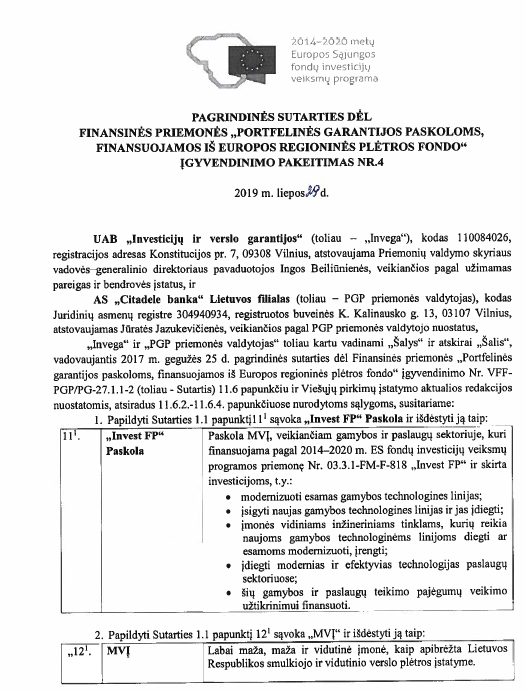 2014–2020 metų
Europos Sąjungos
fondų investicijų
veiksmų programa
PAGRINDINĖS SUTARTIES DĖL
FINANSINĖS PRIEMONĖS „PORTFELINĖS GARANTIJOS PASKOLOMS,
FINANSUOJAMOS IŠ EUROPOS REGIONINĖS PLĖTROS FONDO“
ĮGYVENDINIMO PAKEITIMAS NR.4
2019 m. liepos 29 d.
UAB „Investicijų ir verslo garantijos“ (toliau – „Invega“), kodas 110084026,
registracijos adresas Konstitucijos pr. 7, 09308 Vilnius, atstovaujama Priemonių valdymo skyriaus
vadovės–generalinio direktoriaus pavaduotojos Ingos Beiliūnienės, veikiančios pagal užimamas
pareigas ir bendrovės įstatus, ir
AS „Citadele banka“ Lietuvos filialas (toliau – PGP priemonės valdytojas), kodas
Juridinių asmenų registre 304940934, registruotos buveinės K. Kalinausko g. 13, 03107 Vilnius,
atstovaujamas Jūratės Jazukevičienės, veikiančios pagal PGP priemonės valdytojo nuostatus,
„Invega“ ir „PGP priemonės valdytojas“ toliau kartu vadinami „Šalys“ ir atskirai „Šalis“,
vadovaujantis 2017 m. gegužės 25 d. pagrindinės sutarties dėl Finansinės priemonės „Portfelinės
garantijos paskoloms, finansuojamos iš Europos regioninės plėtros fondo“ įgyvendinimo Nr. VFF-
PGP/PG-27.1.1-2 (toliau - Sutartis) 11.6 punkčiu ir Viešųjų pirkimų įstatymo aktualios redakcijos
nuostatomis, atsiradus 11.6.2.-11.6.4. punkčiuose nurodytoms sąlygoms, susitariame:
1. Papildyti Sutarties 1.1 punktį 11¹ sąvoka „Invest FP“ Paskola ir išdėstyti ją taip:
11¹. „Invest FP“ Paskola MVĮ, veikiančiam gamybos ir paslaugų sektoriuje, kuri
Paskola finansuojama pagal 2014–2020 m. ES fondų investicijų veiksmų
programos priemonę Nr. 03.3.1-FM-F-818 „Invest FP“ ir skirta
investicijoms, t.y.:
• modernizuoti esamas gamybos technologines linijas;
• įsigyti naujas gamybos technologines linijas ir jas įdiegti;
• įmonės vidiniams inžineriniams tinklams, kurių reikia
naujoms gamybos technologinėms linijoms diegti ar
esamoms modernizuoti, įrengti;
• įdiegti modernias ir efektyvias technologijas paslaugų
sektoriuose;
• šių gamybos ir paslaugų teikimo pajėgumų veikimo
užtikrinimui finansuoti.
2. Papildyti Sutarties 1.1 punktį 12¹ sąvoka „MVĮ“ ir išdėstyti ją taip:
„12¹. MVĮ Labai maža, maža ir vidutinė įmonė, kaip apibrėžta Lietuvos
Respublikos smulkiojo ir vidutinio verslo plėtros įstatyme.